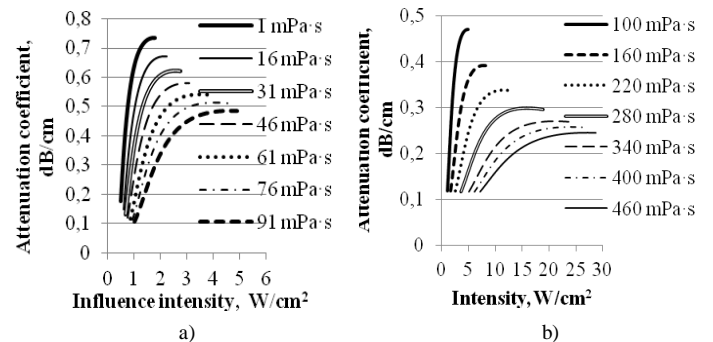 Attenuation coefficient, dB/cm
0,8
0,7
0,6
0,5
0,4
0,3
0,2
0,1
0
0 1 2 3 4 5 6
Influence intensity, W/cm²
1 mPa·s
16 mPa·s
31 mPa·s
46 mPa·s
61 mPa·s
76 mPa·s
91 mPa·s
a)
Attenuation coefficient, dB/cm
0,5
0,4
0,3
0,2
0,1
0
0 5 10 15 20 25 30
Intensity, W/cm²
100 mPa·s
160 mPa·s
220 mPa·s
280 mPa·s
340 mPa·s
400 mPa·s
460 mPa·s
b)